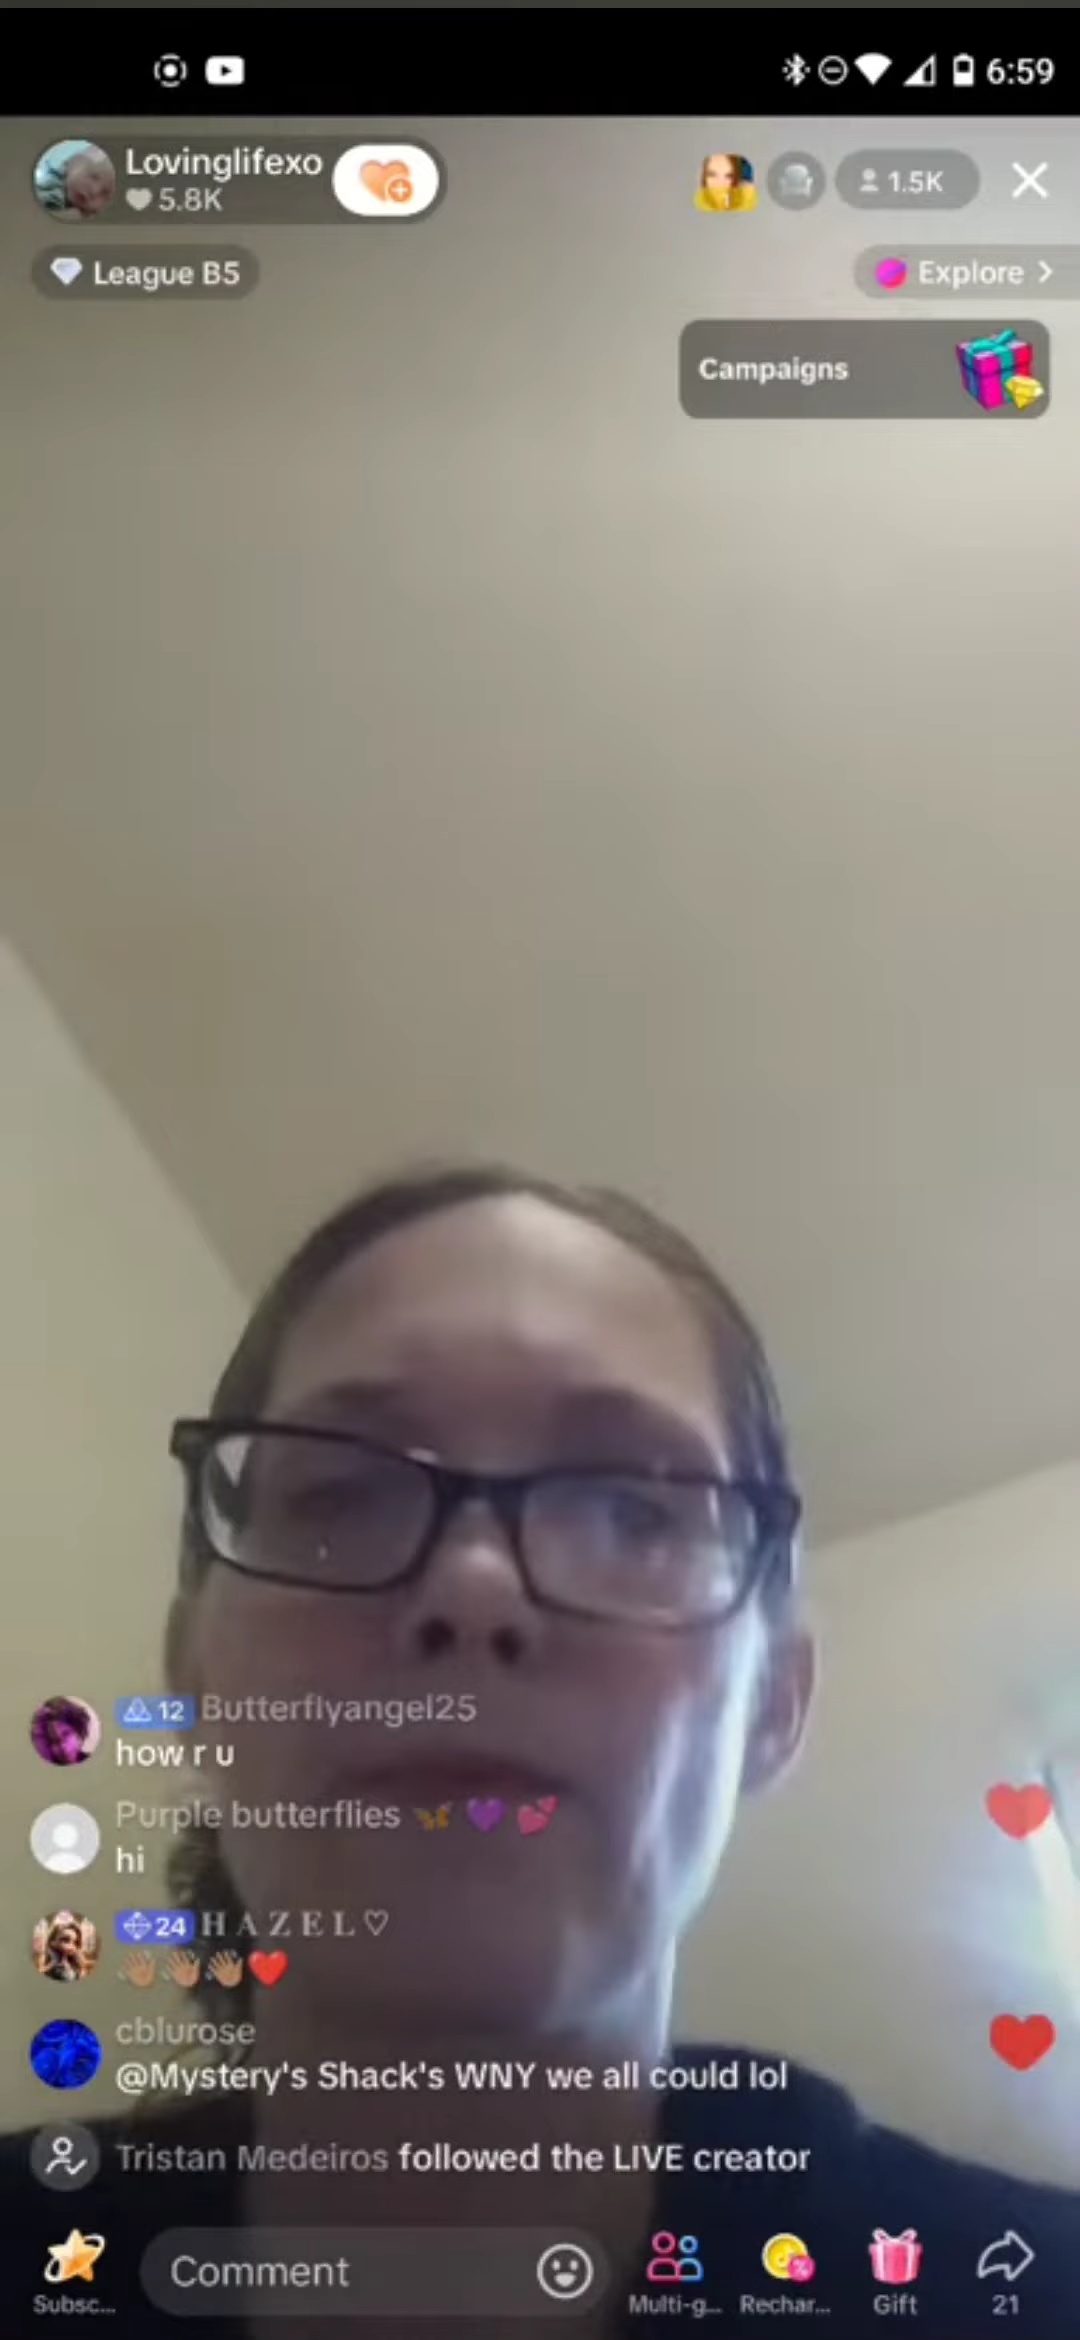 6:59
Lovinglifexo
5.8K
1.5K
League B5
Explore >
Campaigns
12 Butterflyangel25
how r u
Purple butterflies 🦋 💜 💕
hi
24 H A Z E L ♡
👋🏽👋🏽👋🏽❤️
cblurose
@Mystery's Shack's WNY we all could lol
Tristan Medeiros followed the LIVE creator
Comment
Subsc...
Multi-g...
Rechar...
Gift
21